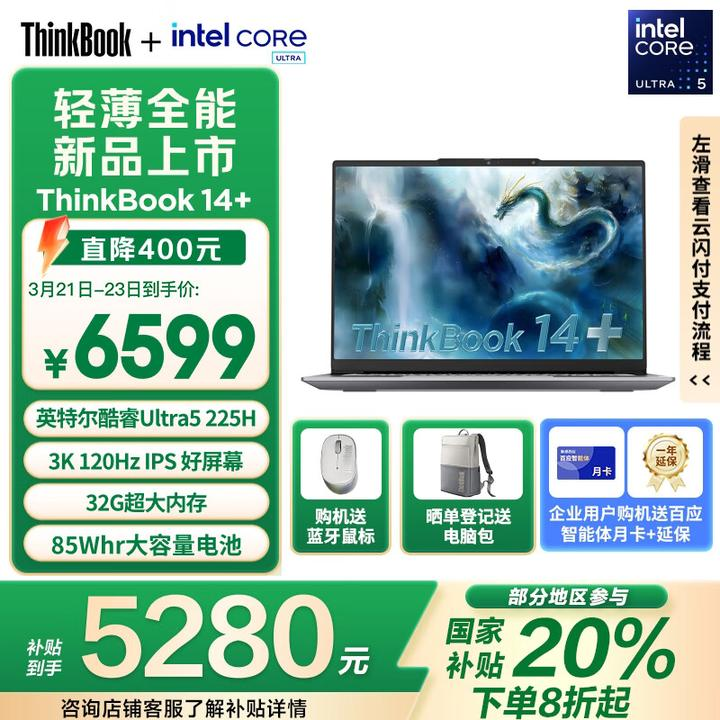 ThinkBook + intel CORE
ULTRA
intel
CORE
ULTRA 5
轻薄全能
新品上市
ThinkBook 14+
直降400元
3月21日-23日到手价:
¥6599
英特尔酷睿Ultra5 225H
3K 120Hz IPS 好屏幕
32G超大内存
85Whr大容量电池
ThinkBook 14+
左滑查看云闪付支付流程 <<
购机送
蓝牙鼠标
晒单登记送
电脑包
百应智能体
月卡
一年
延保
企业用户购机送百应
智能体月卡+延保
补贴
到手
5280元
咨询店铺客服了解补贴详情
部分地区参与
国家
补贴
20%
下单8折起